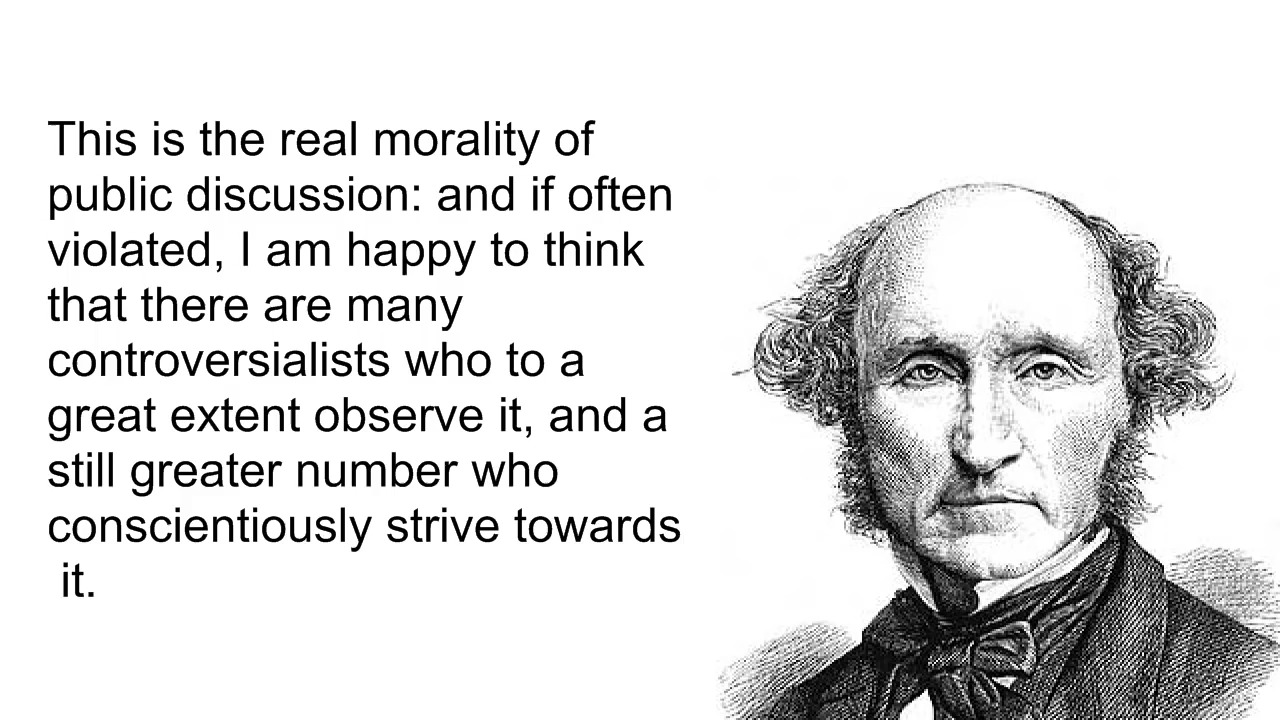 This is the real morality of
public discussion: and if often
violated, I am happy to think
that there are many
controversialists who to a
great extent observe it, and a
still greater number who
conscientiously strive towards
it.